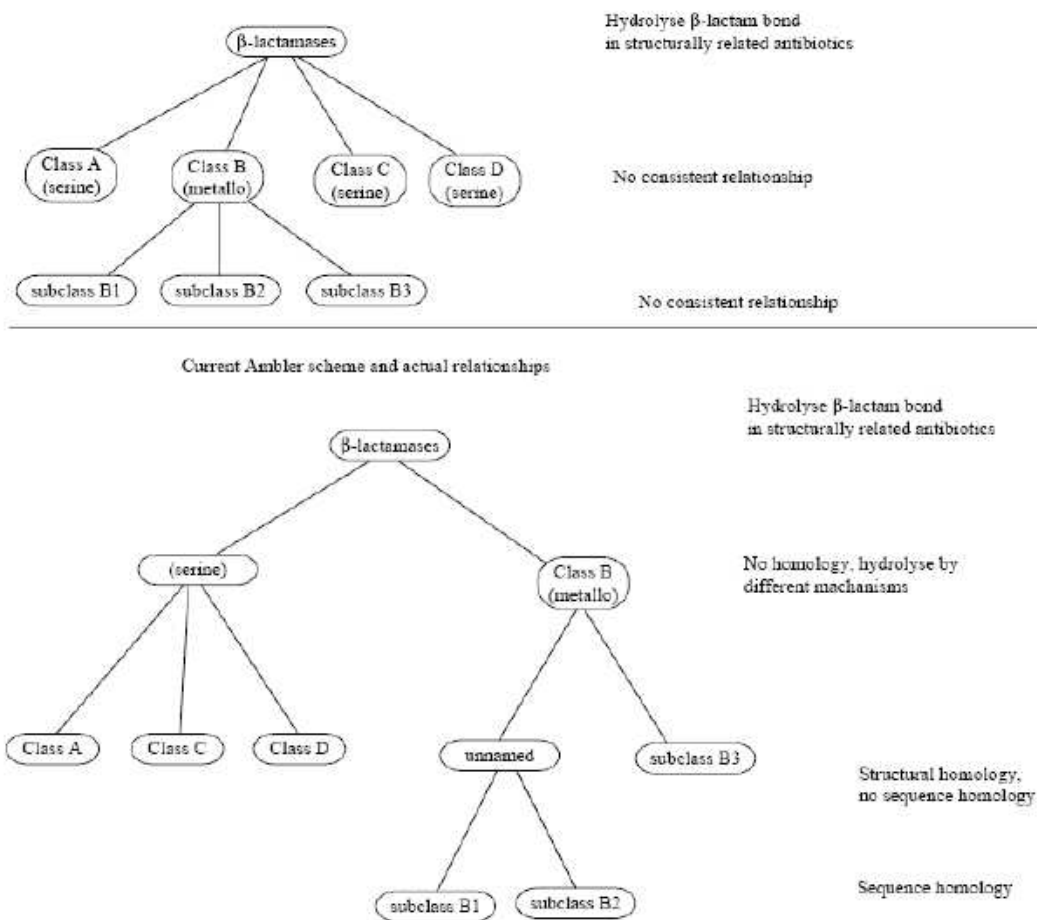 β-lactamases
Hydrolyse β-lactam bond
in structurally related antibiotics
Class A
(serine)
Class B
(metallo)
Class C
(serine)
Class D
(serine)
No consistent relationship
subclass B1
subclass B2
subclass B3
No consistent relationship
Current Ambler scheme and actual relationships
Hydrolyse β-lactam bond
in structurally related antibiotics
β-lactamases
(serine)
Class B
(metallo)
No homology, hydrolyse by
different machanisms
Class A
Class C
Class D
unnamed
subclass B3
Structural homology,
no sequence homology
subclass B1
subclass B2
Sequence homology